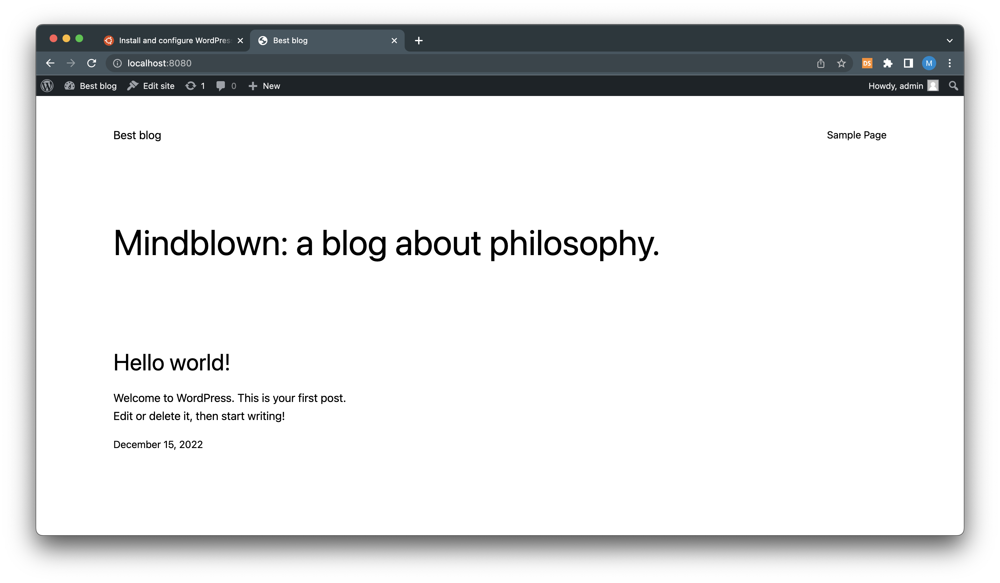 Install and configure WordPres
Best blog
localhost:8080
DS
M
Best blog
Edit site
1
0
New
Howdy, admin
Best blog
Sample Page
Mindblown: a blog about philosophy.
Hello world!
Welcome to WordPress. This is your first post.
Edit or delete it, then start writing!
December 15, 2022